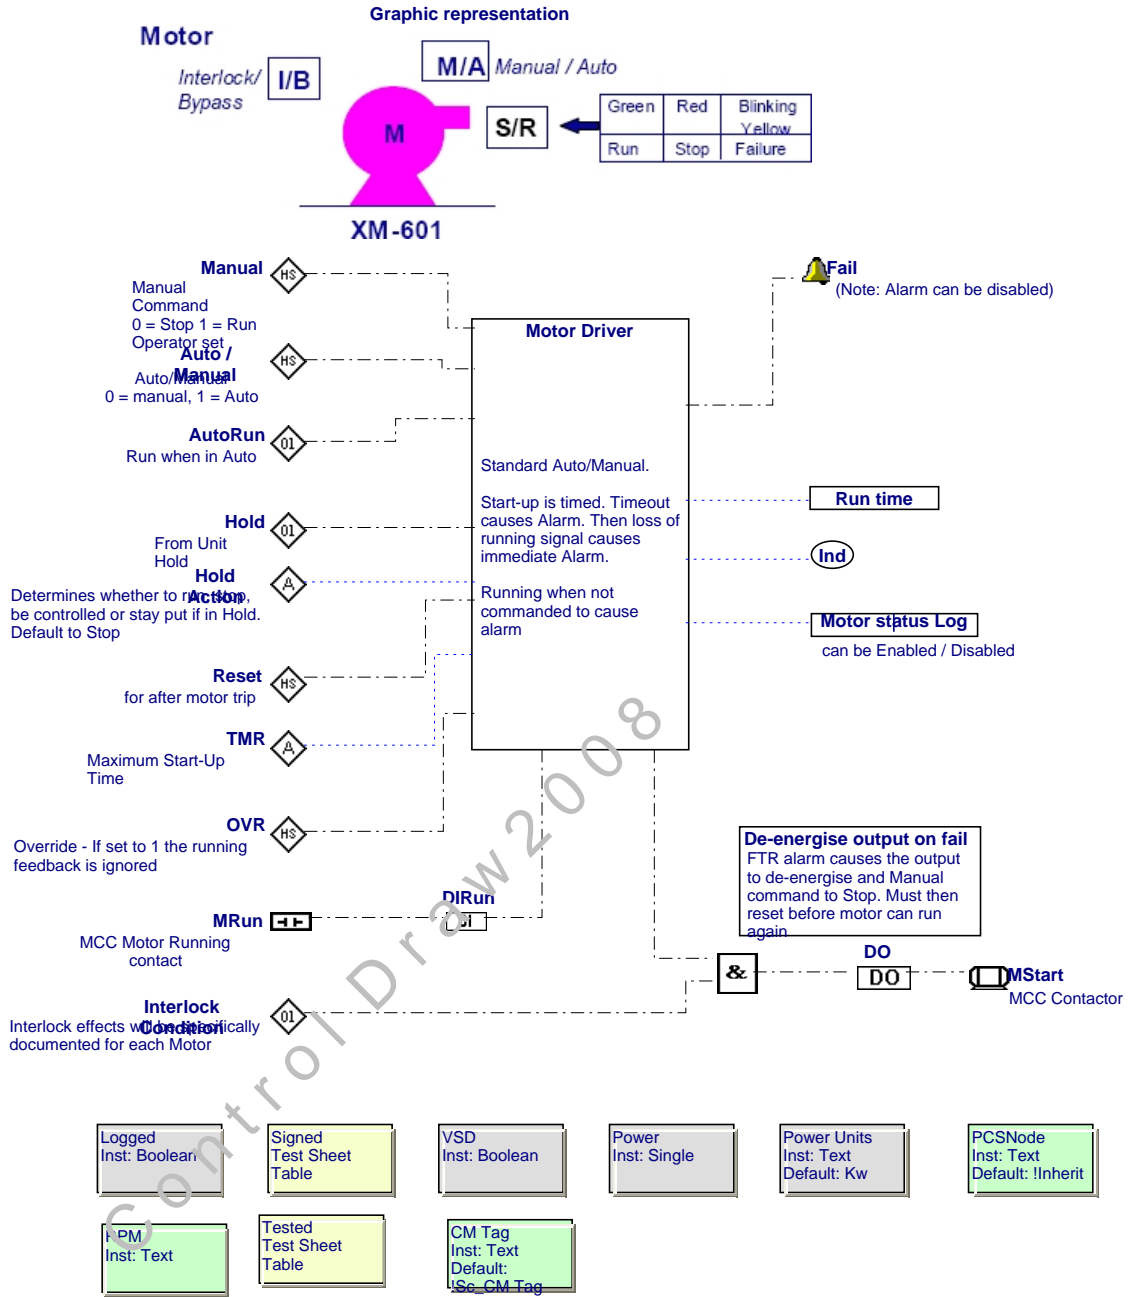 Graphic representation
Motor
Interlock/
Bypass
I/B
M/A
Manual / Auto
M
S/R
Green Red Blinking Yellow
Run Stop Failure
XM-601
Manual
HS
Manual
Command
0 = Stop 1 = Run
Operator set
Auto /
Manual
HS
Auto/Manual
0 = manual, 1 = Auto
AutoRun
01
Run when in Auto
Hold
01
From Unit
Hold
Hold
Action
A
Determines whether to run, stop,
be controlled or stay put if in Hold.
Default to Stop
Reset
HS
for after motor trip
TMR
A
Maximum Start-Up
Time
OVR
HS
Override - If set to 1 the running
feedback is ignored
MRun
MCC Motor Running
contact
DIRun
DI
Interlock
Condition
01
Interlock effects will be specifically
documented for each Motor
Motor Driver
Standard Auto/Manual.
Start-up is timed. Timeout
causes Alarm. Then loss of
running signal causes
immediate Alarm.
Running when not
commanded to cause
alarm
Fail
(Note: Alarm can be disabled)
Run time
Ind
Motor status Log
can be Enabled / Disabled
De-energise output on fail
FTR alarm causes the output
to de-energise and Manual
command to Stop. Must then
reset before motor can run
again
&
DO
DO
MStart
MCC Contactor
Control Draw2008
Logged
Inst: Boolean
Signed
Test Sheet
Table
VSD
Inst: Boolean
Power
Inst: Single
Power Units
Inst: Text
Default: Kw
PCSNode
Inst: Text
Default: !Inherit
RPM
Inst: Text
Tested
Test Sheet
Table
CM Tag
Inst: Text
Default:
!Sc_CM Tag